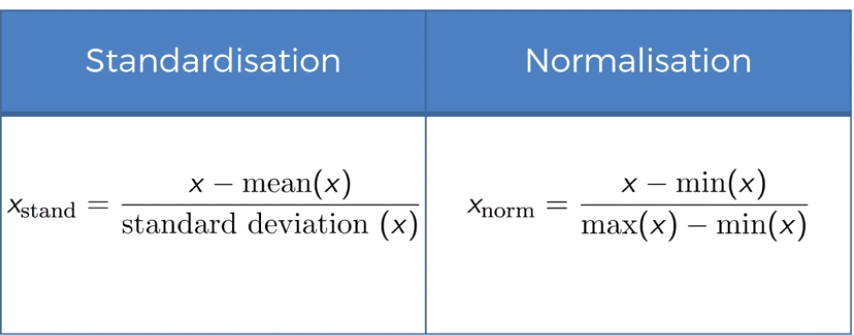 Standardisation
Normalisation
x_stand = (x − mean(x)) / (standard deviation (x))
x_norm = (x − min(x)) / (max(x) − min(x))